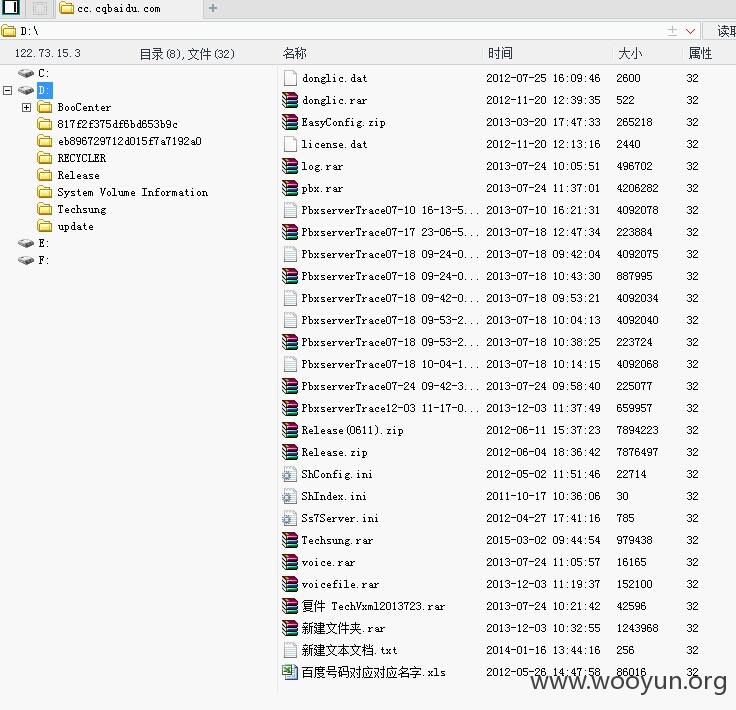 cc.cqbaidu.com
D:\
读取
122.73.15.3 目录(8),文件(32) 名称 时间 大小 属性
C:
D:
BooCenter
817f2f375df6bd653b9c
eb896729712d015f7a7192a0
RECYCLER
Release
System Volume Information
Techsung
update
E:
F:
donglic.dat 2012-07-25 16:09:46 2600 32
donglic.rar 2012-11-20 12:39:35 522 32
EasyConfig.zip 2013-03-20 17:47:33 265218 32
license.dat 2012-11-20 12:13:16 2440 32
log.rar 2013-07-24 10:05:51 496702 32
pbx.rar 2013-07-24 11:37:01 4206282 32
PbxserverTrace07-10 16-13-5... 2013-07-10 16:21:31 4092078 32
PbxserverTrace07-17 23-06-5... 2013-07-18 12:47:34 223884 32
PbxserverTrace07-18 09-24-0... 2013-07-18 09:42:04 4092075 32
PbxserverTrace07-18 09-24-0... 2013-07-18 10:43:30 887995 32
PbxserverTrace07-18 09-42-0... 2013-07-18 09:53:21 4092034 32
PbxserverTrace07-18 09-53-2... 2013-07-18 10:04:13 4092040 32
PbxserverTrace07-18 09-53-2... 2013-07-18 10:38:25 223724 32
PbxserverTrace07-18 10-04-1... 2013-07-18 10:14:15 4092068 32
PbxserverTrace07-24 09-42-3... 2013-07-24 09:58:40 225077 32
PbxserverTrace12-03 11-17-0... 2013-12-03 11:37:49 659957 32
Release(0611).zip 2012-06-11 15:37:23 7894223 32
Release.zip 2012-06-04 18:36:42 7876497 32
ShConfig.ini 2012-05-02 11:51:46 22714 32
ShIndex.ini 2011-10-17 10:36:06 30 32
Ss7Server.ini 2012-04-27 17:41:16 785 32
Techsung.rar 2015-03-02 09:44:54 979438 32
voice.rar 2013-07-24 11:05:57 16165 32
voicefile.rar 2013-12-03 11:19:37 152100 32
复件 TechVxml2013723.rar 2013-07-24 10:21:42 42596 32
新建文件夹.rar 2013-12-03 10:32:55 1243968 32
新建文本文档.txt 2014-01-16 13:44:16 256 32
百度号码对应对应名字.xls 2012-05-26 14:47:58 86016 32
www.wooyun.org